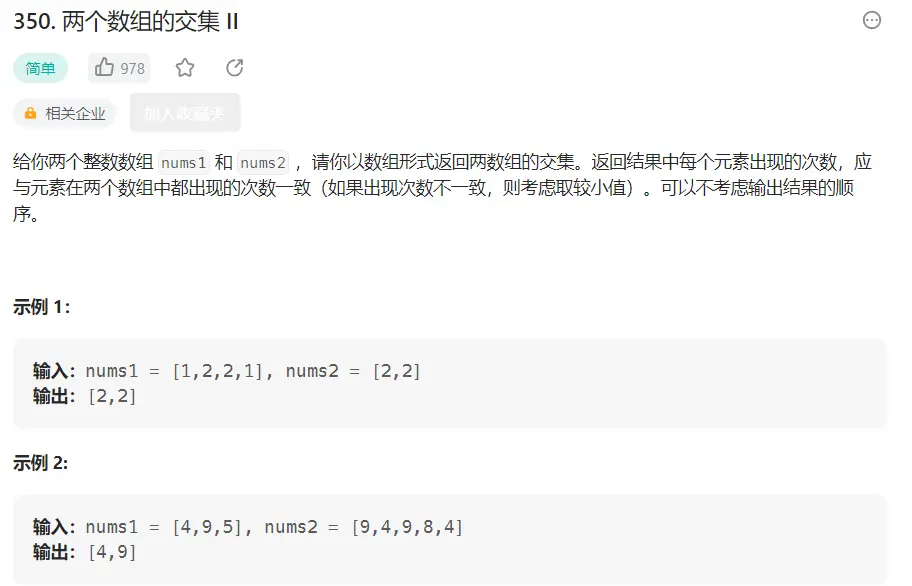 350. 两个数组的交集 II
简单 978
相关企业 加入收藏夹
给你两个整数数组 nums1 和 nums2 ，请你以数组形式返回两数组的交集。返回结果中每个元素出现的次数，应
与元素在两个数组中都出现的次数一致（如果出现次数不一致，则考虑取较小值）。可以不考虑输出结果的顺
序。
示例 1：
输入：nums1 = [1,2,2,1], nums2 = [2,2]
输出：[2,2]
示例 2:
输入：nums1 = [4,9,5], nums2 = [9,4,9,8,4]
输出：[4,9]